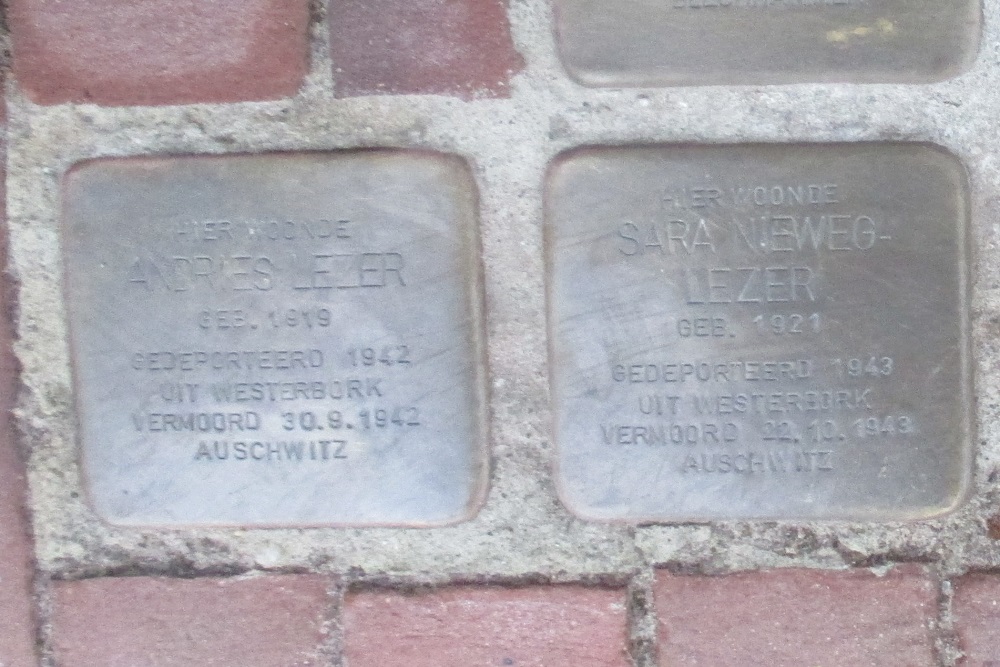 HIER WOONDE
ANDRIES LEZER
GEB. 1919
GEDEPORTEERD 1942
UIT WESTERBORK
VERMOORD 30.9.1942
AUSCHWITZ
HIER WOONDE
SARA NIEWEG-
LEZER
GEB. 1921
GEDEPORTEERD 1943
UIT WESTERBORK
VERMOORD 22.10.1943
AUSCHWITZ